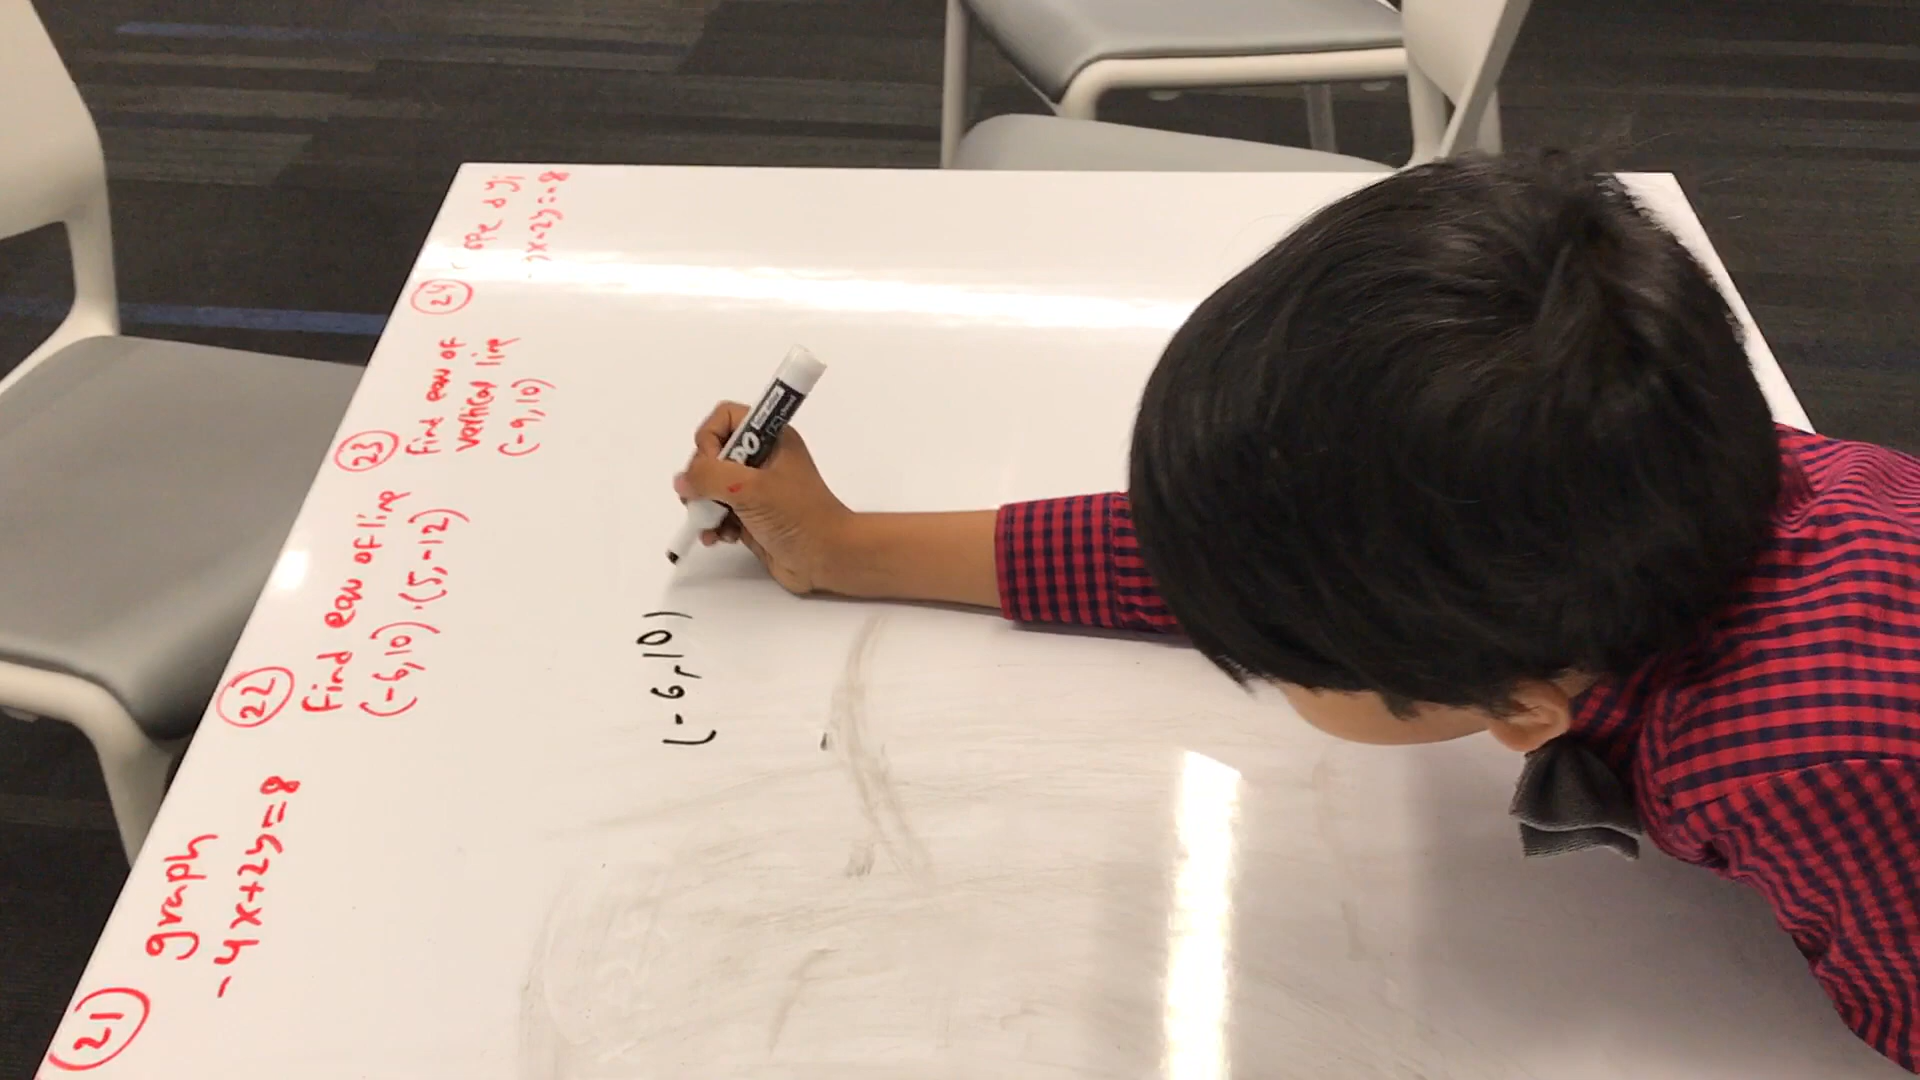 21
graph
-4x+2y=8
22
Find eqn of line
(-6,10).(5,-12)
23
Find eqn of
vertical line
(-9,10)
24
(-6,10)